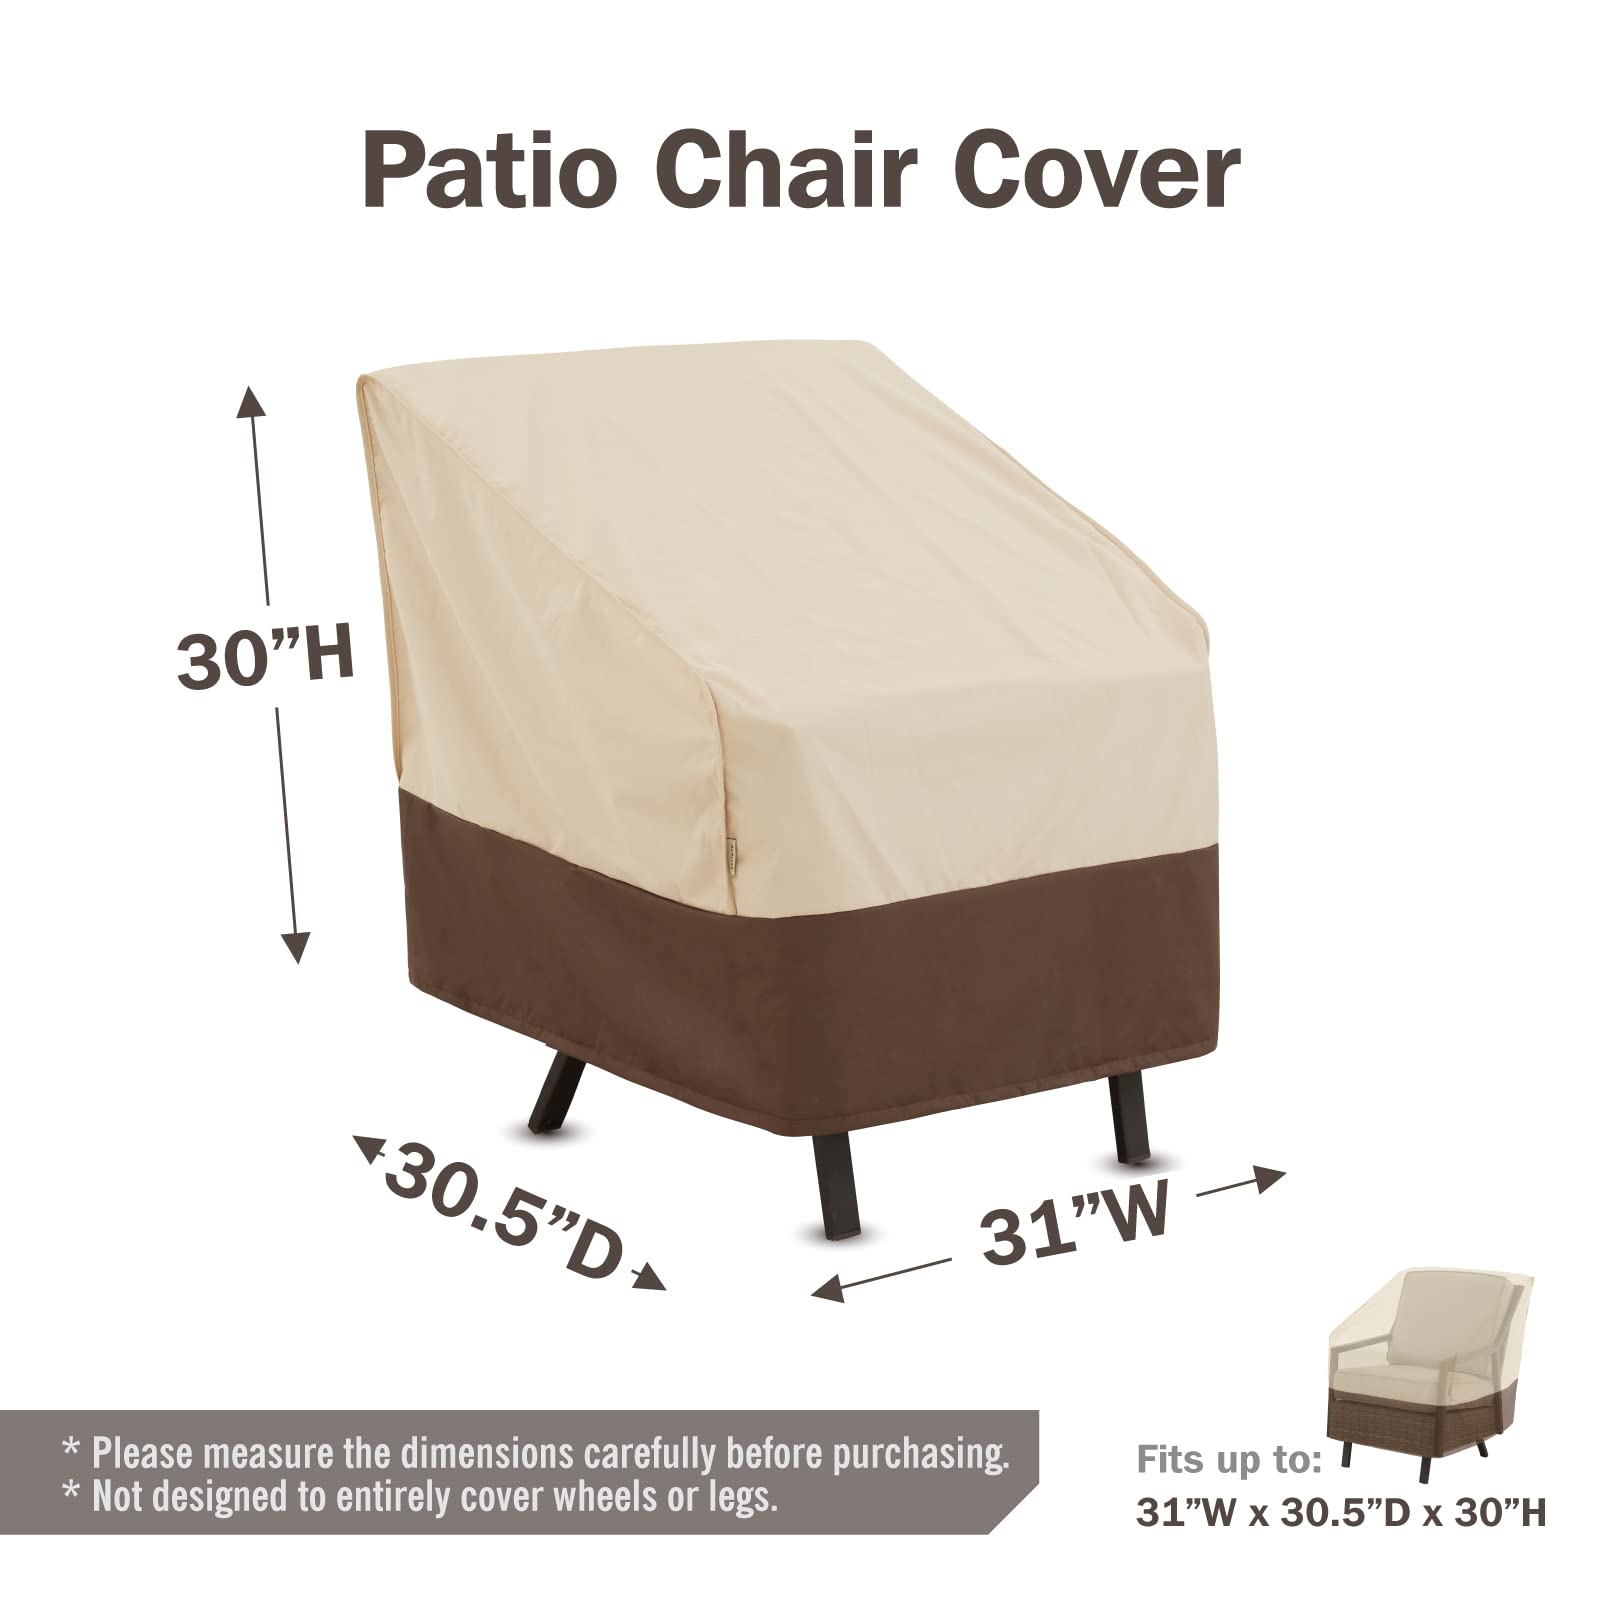 Patio Chair Cover
30”H
30.5”D
31”W
* Please measure the dimensions carefully before purchasing.
* Not designed to entirely cover wheels or legs.
Fits up to:
31”W x 30.5”D x 30”H